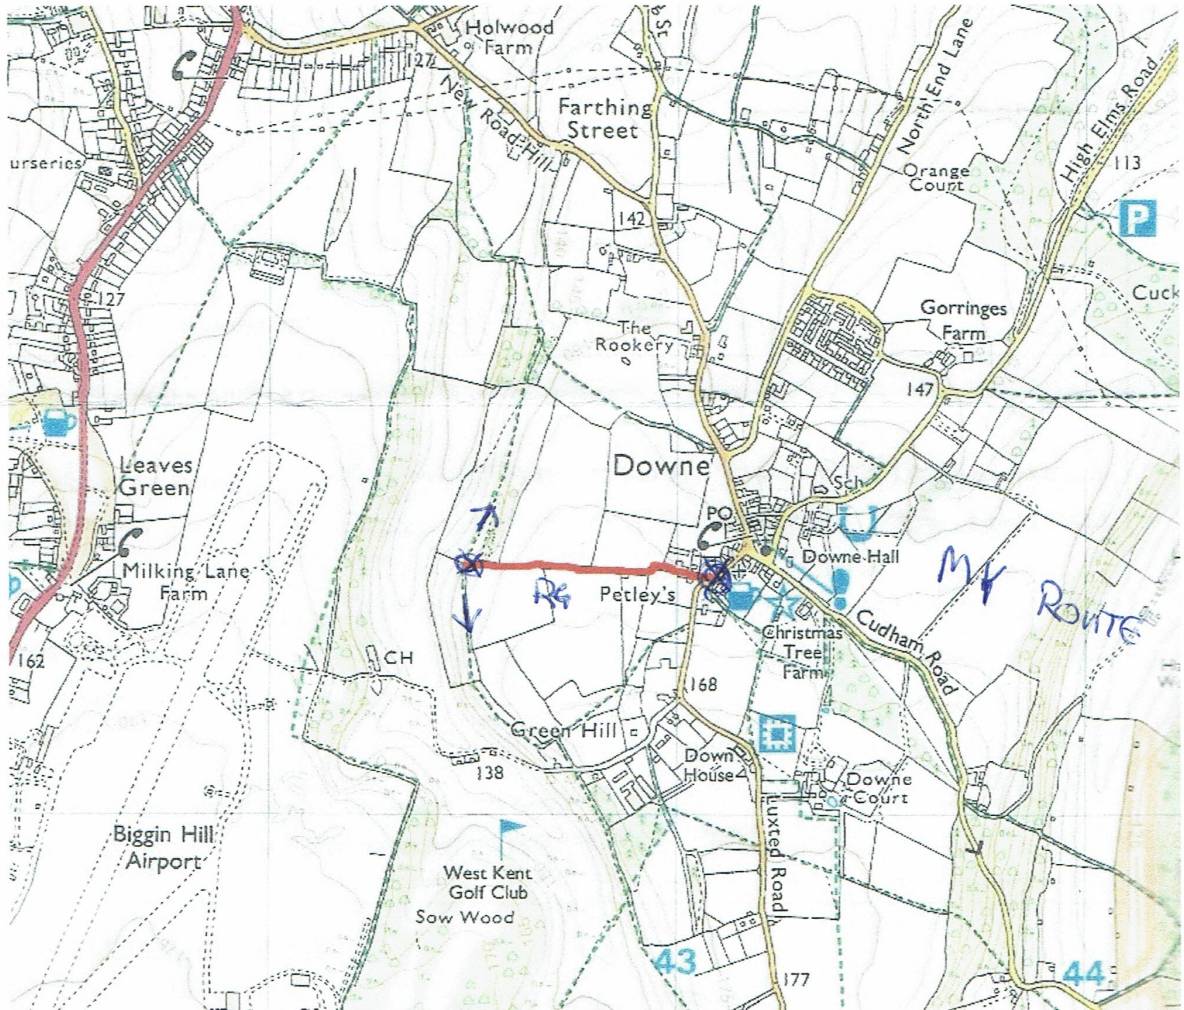 Holwood
Farm
127
St
New Road Hill
Farthing
Street
North End Lane
High Elms Road
113
urseries
Orange
Court
P
142
127
Cuck
Gorringes
Farm
The
Rookery
147
Leaves
Green
Downe
Sch
PO
Downe Hall
Milking Lane
Farm
RG
Petley's
MY ROUTE
Christmas
Tree
Farm
Cudham Road
162
CH
168
Green Hill
Down
House
138
Downe
Court
Biggin Hill
Airport
Luxted Road
West Kent
Golf Club
Sow Wood
43
44
177